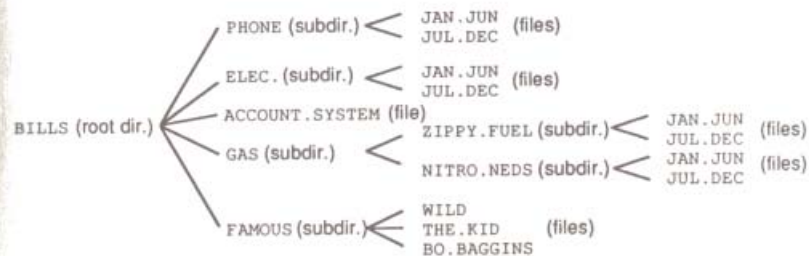 PHONE (subdir.) JAN.JUN (files)
JUL.DEC
ELEC. (subdir.) JAN.JUN (files)
JUL.DEC
ACCOUNT.SYSTEM (file)
BILLS (root dir.)
GAS (subdir.) ZIPPY.FUEL (subdir.) JAN.JUN (files)
JUL.DEC
NITRO.NEDS (subdir.) JAN.JUN (files)
JUL.DEC
FAMOUS (subdir.) WILD
THE.KID (files)
BO.BAGGINS